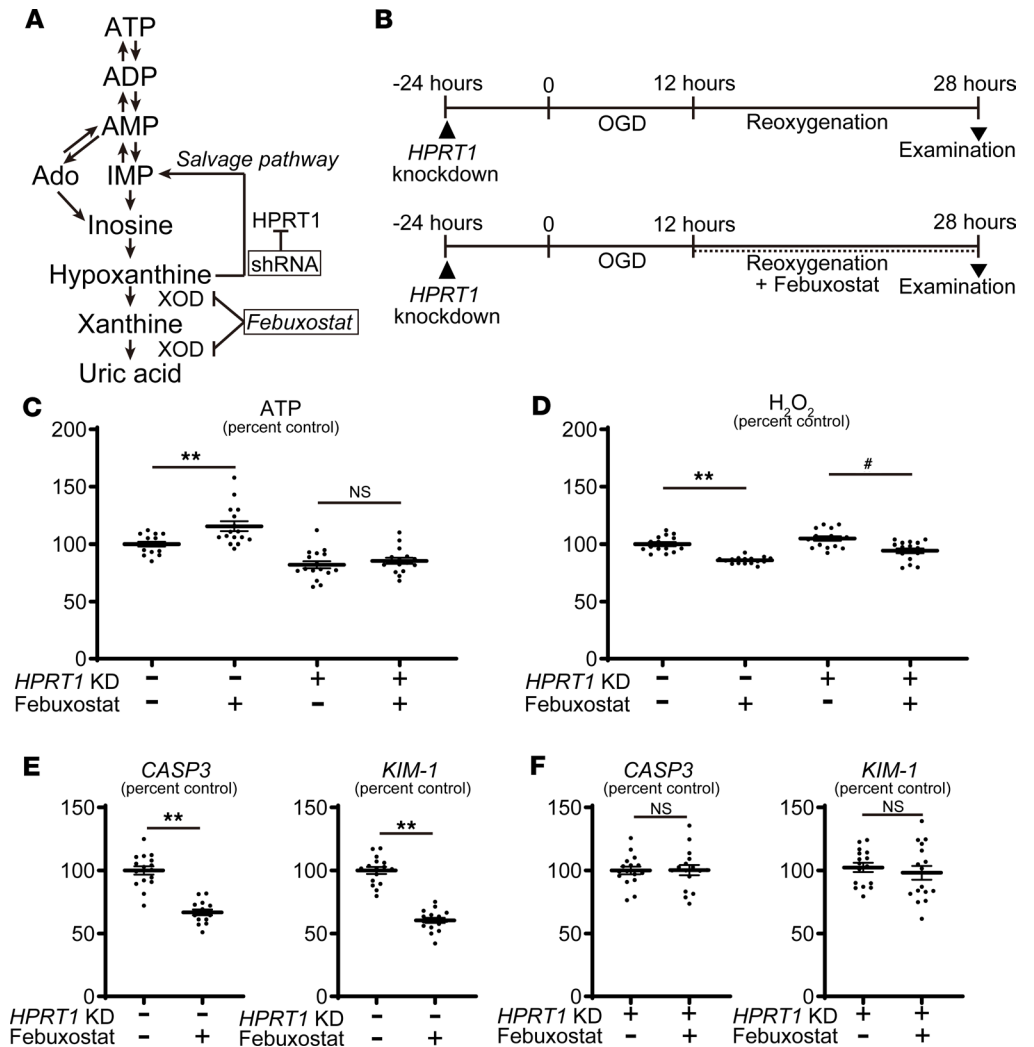 A
ATP
ADP
AMP
Salvage pathway
Ado
IMP
HPRT1
Inosine
shRNA
Hypoxanthine
XOD
Xanthine
Febuxostat
XOD
Uric acid
B
-24 hours
0
12 hours
28 hours
OGD
Reoxygenation
HPRT1
knockdown
Examination
-24 hours
0
12 hours
28 hours
OGD
Reoxygenation
+ Febuxostat
HPRT1
knockdown
Examination
C
ATP
(percent control)
200
150
100
50
0
**
NS
HPRT1 KD - - + +
Febuxostat - + - +
D
H2O2
(percent control)
200
150
100
50
0
**
#
HPRT1 KD - - + +
Febuxostat - + - +
E
CASP3
(percent control)
150
100
50
0
**
HPRT1 KD - -
Febuxostat - +
KIM-1
(percent control)
150
100
50
0
**
HPRT1 KD - -
Febuxostat - +
F
CASP3
(percent control)
150
100
50
0
NS
HPRT1 KD + +
Febuxostat - +
KIM-1
(percent control)
150
100
50
0
NS
HPRT1 KD + +
Febuxostat - +